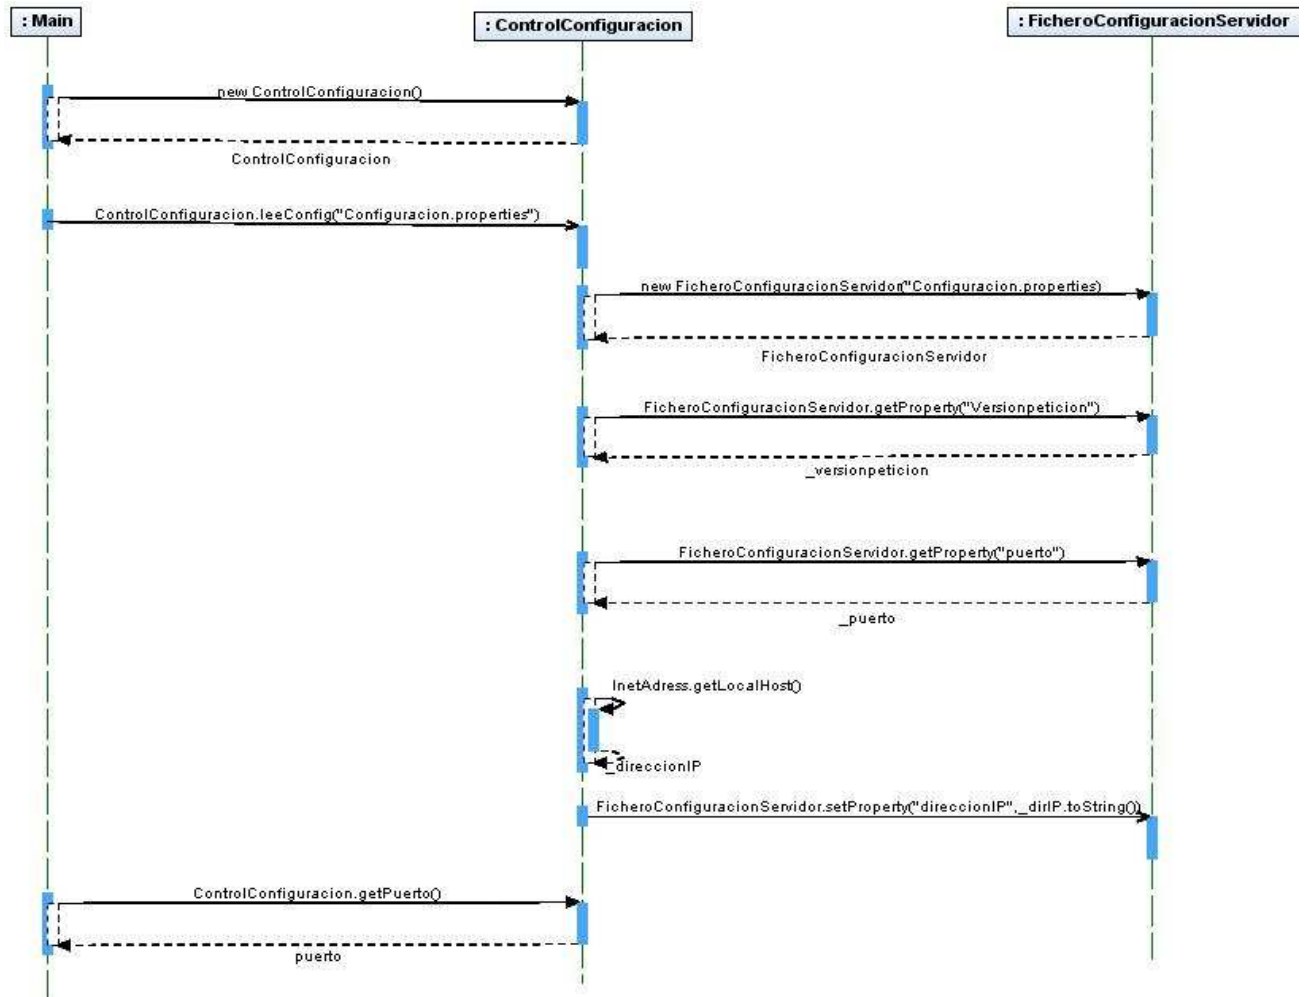 : Main
: ControlConfiguracion
: FicheroConfiguracionServidor
new ControlConfiguracion()
ControlConfiguracion
ControlConfiguracion.leeConfig("Configuracion.properties")
new FicheroConfiguracionServidor("Configuracion.properties)
FicheroConfiguracionServidor
FicheroConfiguracionServidor.getProperty("Versionpeticion")
_versionpeticion
FicheroConfiguracionServidor.getProperty("puerto")
_puerto
InetAdress.getLocalHost()
_direccionIP
FicheroConfiguracionServidor.setProperty("direccionIP",_dirIP.toString())
ControlConfiguracion.getPuerto()
puerto